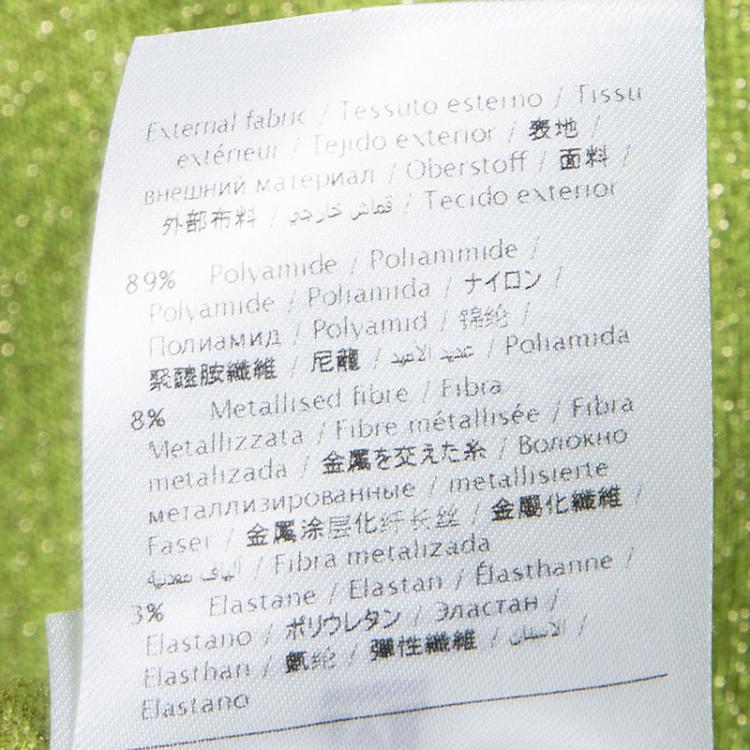 External fabric / Tessuto esterno / Tissu
extérieur / Tejido exterior / 表地 /
внешний материал / Oberstoff / 面料 /
外部布料 / قماش خارجي / Tecido exterior
89% Polyamide / Poliammide /
Polyamide / Poliamida / ナイロン /
Полиамид / Polyamid / 锦纶 /
聚醯胺纖維 / 尼龍 / عديد الأميد / Poliamida
8% Metallised fibre / Fibra
Metallizzata / Fibre métallisée / Fibra
metalizada / 金属を交えた糸 / Волокно
металлизированные / metallisierte
Faser / 金属涂层化纤长丝 / 金屬化纖維 /
ألياف معدنية / Fibra metalizada
3% Elastane / Elastan / Élasthanne /
Elastano / ポリウレタン / Эластан /
Elasthan / 氨纶 / 彈性纖維 / الاستان /
Elastano